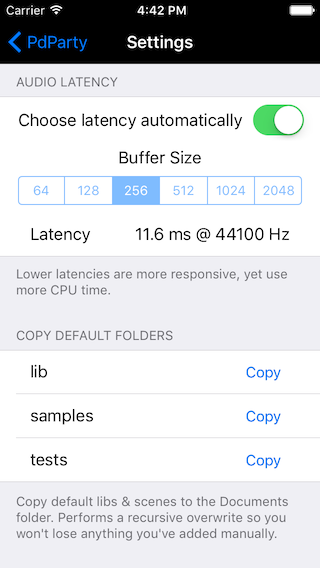 Carrier 4:42 PM
PdParty Settings
AUDIO LATENCY
Choose latency automatically
Buffer Size
64 128 256 512 1024 2048
Latency 11.6 ms @ 44100 Hz
Lower latencies are more responsive, yet use
more CPU time.
COPY DEFAULT FOLDERS
lib Copy
samples Copy
tests Copy
Copy default libs & scenes to the Documents
folder. Performs a recursive overwrite so you
won't lose anything you've added manually.